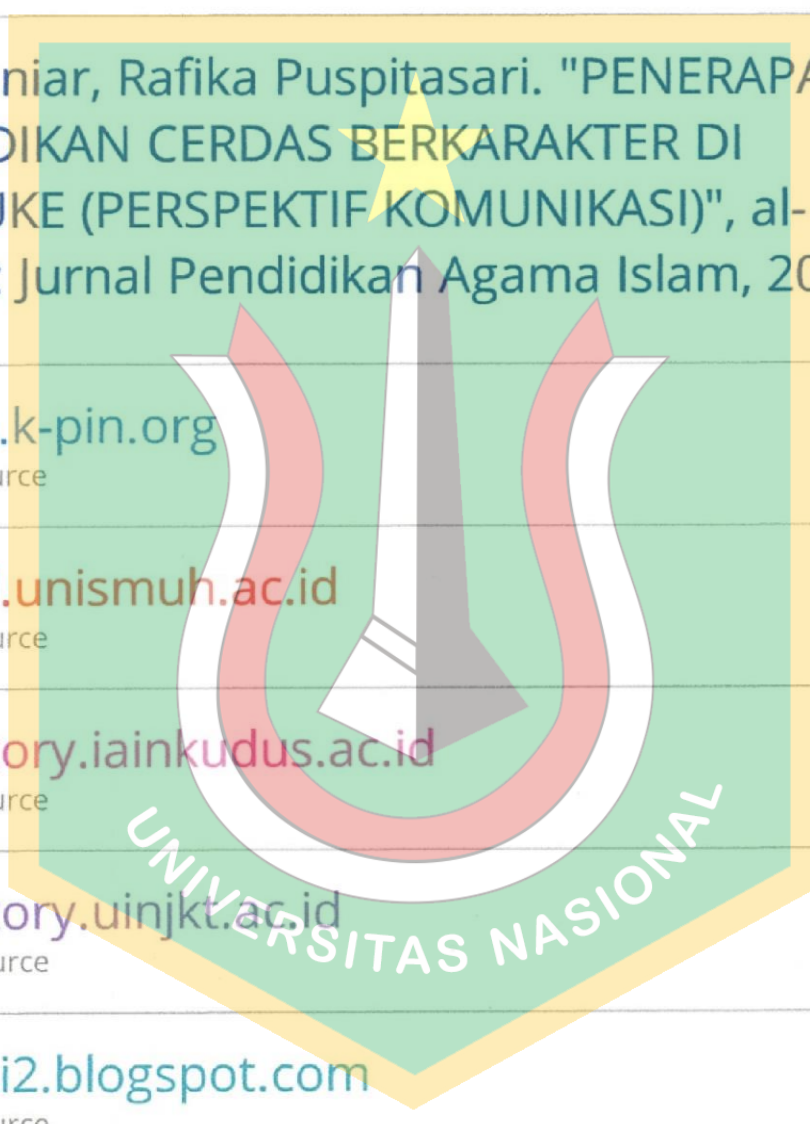 niar, Rafika Puspitasari. "PENERAPA
DIKAN CERDAS BERKARAKTER DI
KE (PERSPEKTIF KOMUNIKASI)", al-
: Jurnal Pendidikan Agama Islam, 20
.k-pin.org
urce
.unismuh.ac.id
urce
ory.iainkudus.ac.id
urce
ory.uinjkt.ac.id
urce
i2.blogspot.com
urce
UNIVERSITAS NASIONAL